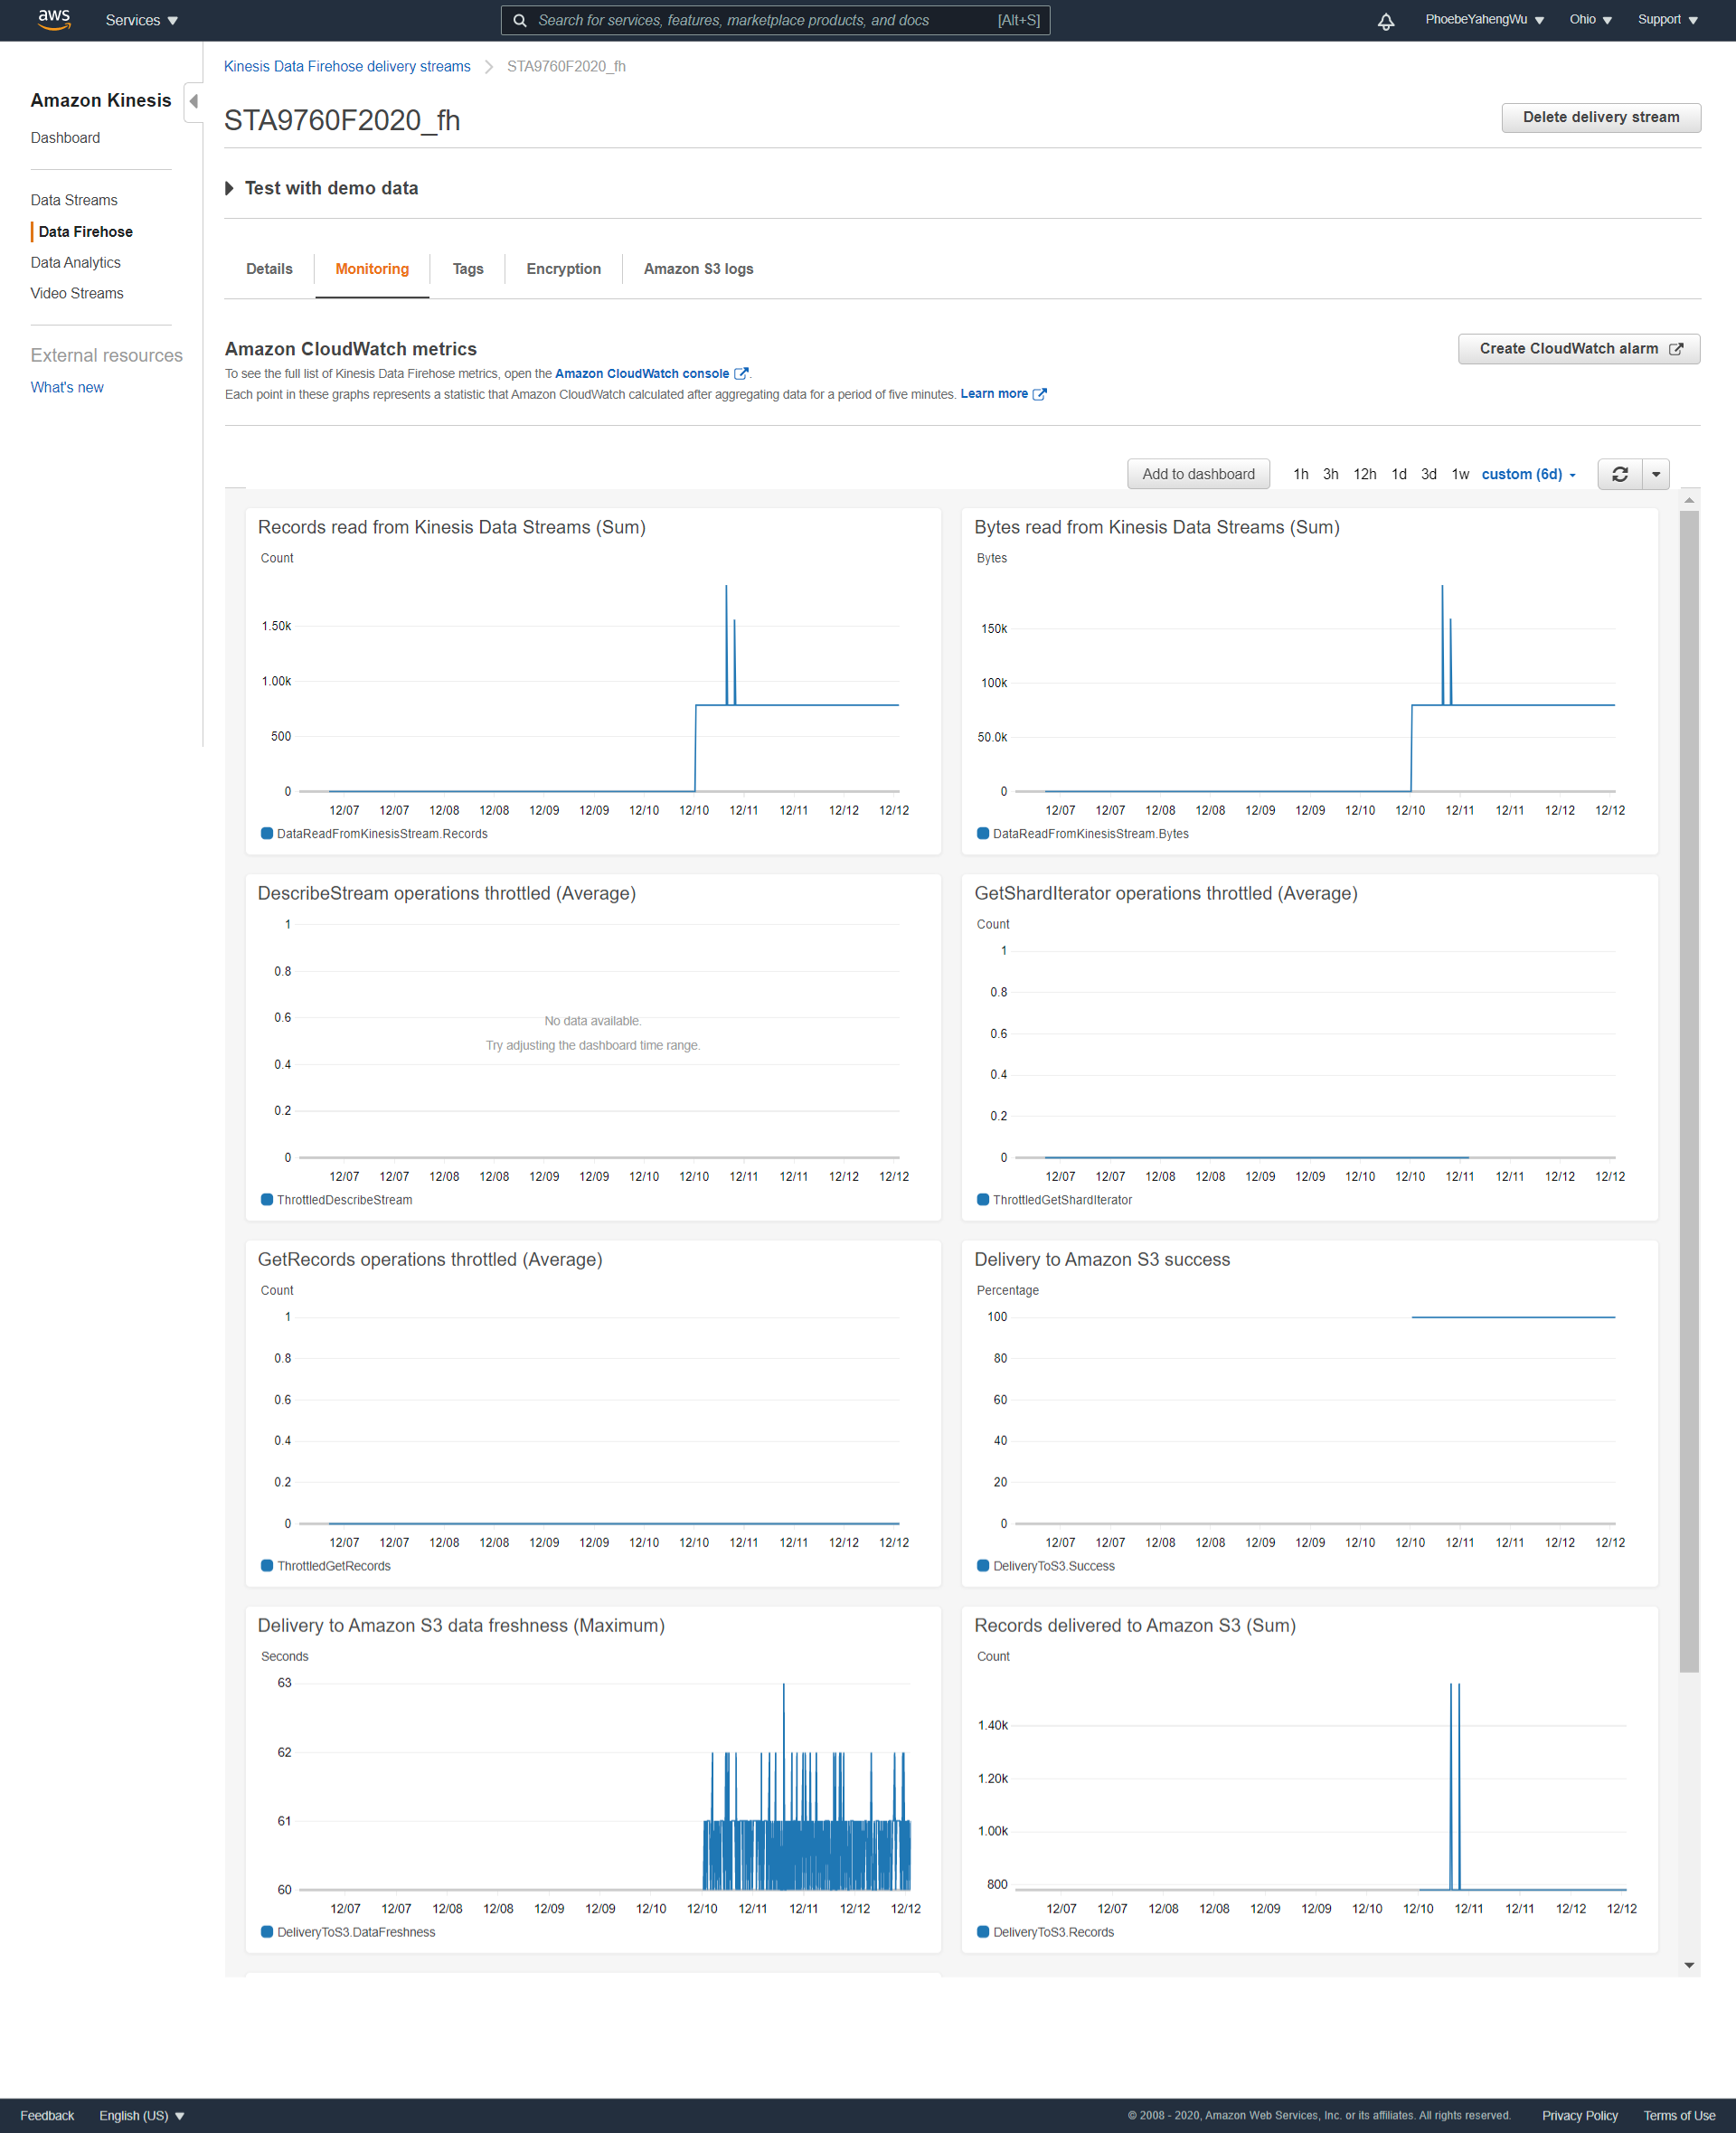 aws
Services
Search for services, features, marketplace products, and docs [Alt+S]
PhoebeYahengWu
Ohio
Support
Amazon Kinesis
Dashboard
Data Streams
Data Firehose
Data Analytics
Video Streams
External resources
What's new
Kinesis Data Firehose delivery streams STA9760F2020_fh
STA9760F2020_fh
Delete delivery stream
Test with demo data
Details Monitoring Tags Encryption Amazon S3 logs
Amazon CloudWatch metrics
Create CloudWatch alarm
To see the full list of Kinesis Data Firehose metrics, open the Amazon CloudWatch console .
Each point in these graphs represents a statistic that Amazon CloudWatch calculated after aggregating data for a period of five minutes. Learn more
Add to dashboard 1h 3h 12h 1d 3d 1w custom (6d)
Records read from Kinesis Data Streams (Sum)
Count
1.50k
1.00k
500
0
12/07 12/07 12/08 12/08 12/09 12/09 12/10 12/10 12/11 12/11 12/12 12/12
DataReadFromKinesisStream.Records
Bytes read from Kinesis Data Streams (Sum)
Bytes
150k
100k
50.0k
0
12/07 12/07 12/08 12/08 12/09 12/09 12/10 12/10 12/11 12/11 12/12 12/12
DataReadFromKinesisStream.Bytes
DescribeStream operations throttled (Average)
1
0.8
0.6
0.4
0.2
0
No data available.
Try adjusting the dashboard time range.
12/07 12/07 12/08 12/08 12/09 12/09 12/10 12/10 12/11 12/11 12/12 12/12
ThrottledDescribeStream
GetShardIterator operations throttled (Average)
Count
1
0.8
0.6
0.4
0.2
0
12/07 12/07 12/08 12/08 12/09 12/09 12/10 12/10 12/11 12/11 12/12 12/12
ThrottledGetShardIterator
GetRecords operations throttled (Average)
Count
1
0.8
0.6
0.4
0.2
0
12/07 12/07 12/08 12/08 12/09 12/09 12/10 12/10 12/11 12/11 12/12 12/12
ThrottledGetRecords
Delivery to Amazon S3 success
Percentage
100
80
60
40
20
0
12/07 12/07 12/08 12/08 12/09 12/09 12/10 12/10 12/11 12/11 12/12 12/12
DeliveryToS3.Success
Delivery to Amazon S3 data freshness (Maximum)
Seconds
63
62
61
60
12/07 12/07 12/08 12/08 12/09 12/09 12/10 12/10 12/11 12/11 12/12 12/12
DeliveryToS3.DataFreshness
Records delivered to Amazon S3 (Sum)
Count
1.40k
1.20k
1.00k
800
12/07 12/07 12/08 12/08 12/09 12/09 12/10 12/10 12/11 12/11 12/12 12/12
DeliveryToS3.Records
Feedback English (US)
© 2008 - 2020, Amazon Web Services, Inc. or its affiliates. All rights reserved. Privacy Policy Terms of Use